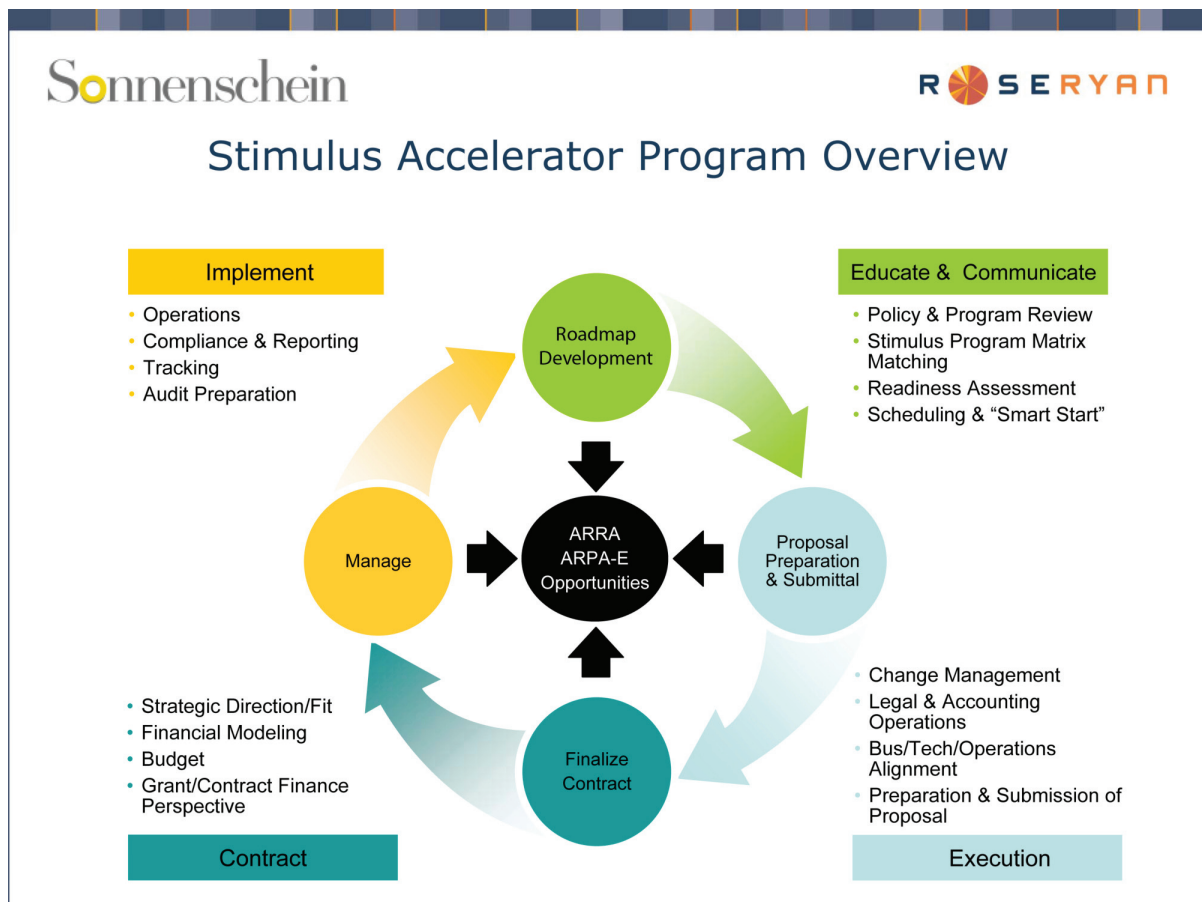 Sonnenschein
ROSERYAN
Stimulus Accelerator Program Overview
Implement
• Operations
• Compliance & Reporting
• Tracking
• Audit Preparation
Educate & Communicate
• Policy & Program Review
• Stimulus Program Matrix
Matching
• Readiness Assessment
• Scheduling & “Smart Start”
Roadmap
Development
Manage
ARRA
ARPA-E
Opportunities
Proposal
Preparation
& Submittal
Finalize
Contract
• Strategic Direction/Fit
• Financial Modeling
• Budget
• Grant/Contract Finance
Perspective
Contract
• Change Management
• Legal & Accounting
Operations
• Bus/Tech/Operations
Alignment
• Preparation & Submission of
Proposal
Execution